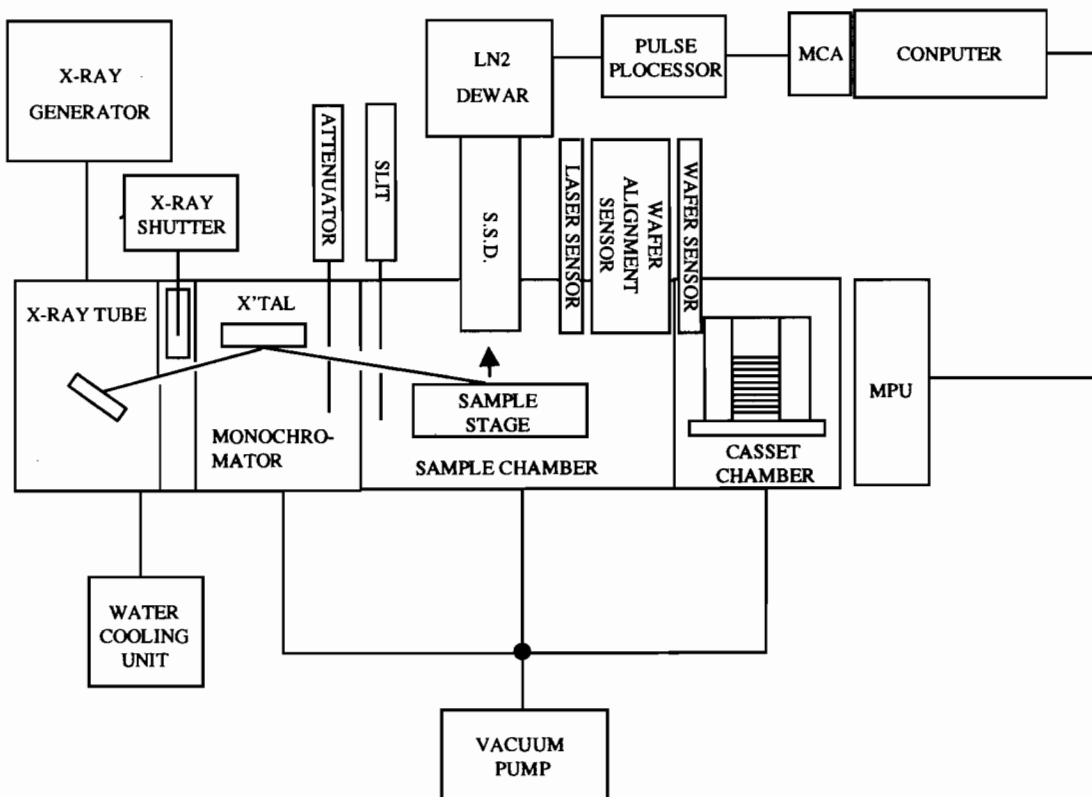 X-RAY
GENERATOR
LN2
DEWAR
PULSE
PLOCESSOR
MCA
CONPUTER
X-RAY
SHUTTER
ATTENUATOR
SLIT
S.S.D.
LASER SENSOR
WAFER
ALIGNMENT
SENSOR
WAFER SENSOR
X-RAY TUBE
X'TAL
MONOCHRO-
MATOR
SAMPLE
STAGE
SAMPLE CHAMBER
CASSET
CHAMBER
MPU
WATER
COOLING
UNIT
VACUUM
PUMP